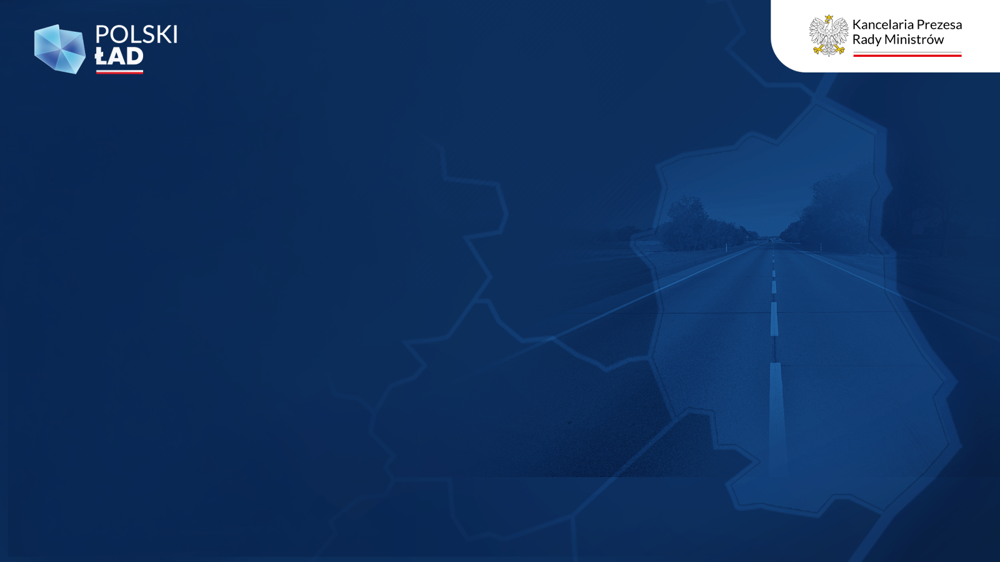 POLSKI
ŁAD
Kancelaria Prezesa
Rady Ministrów